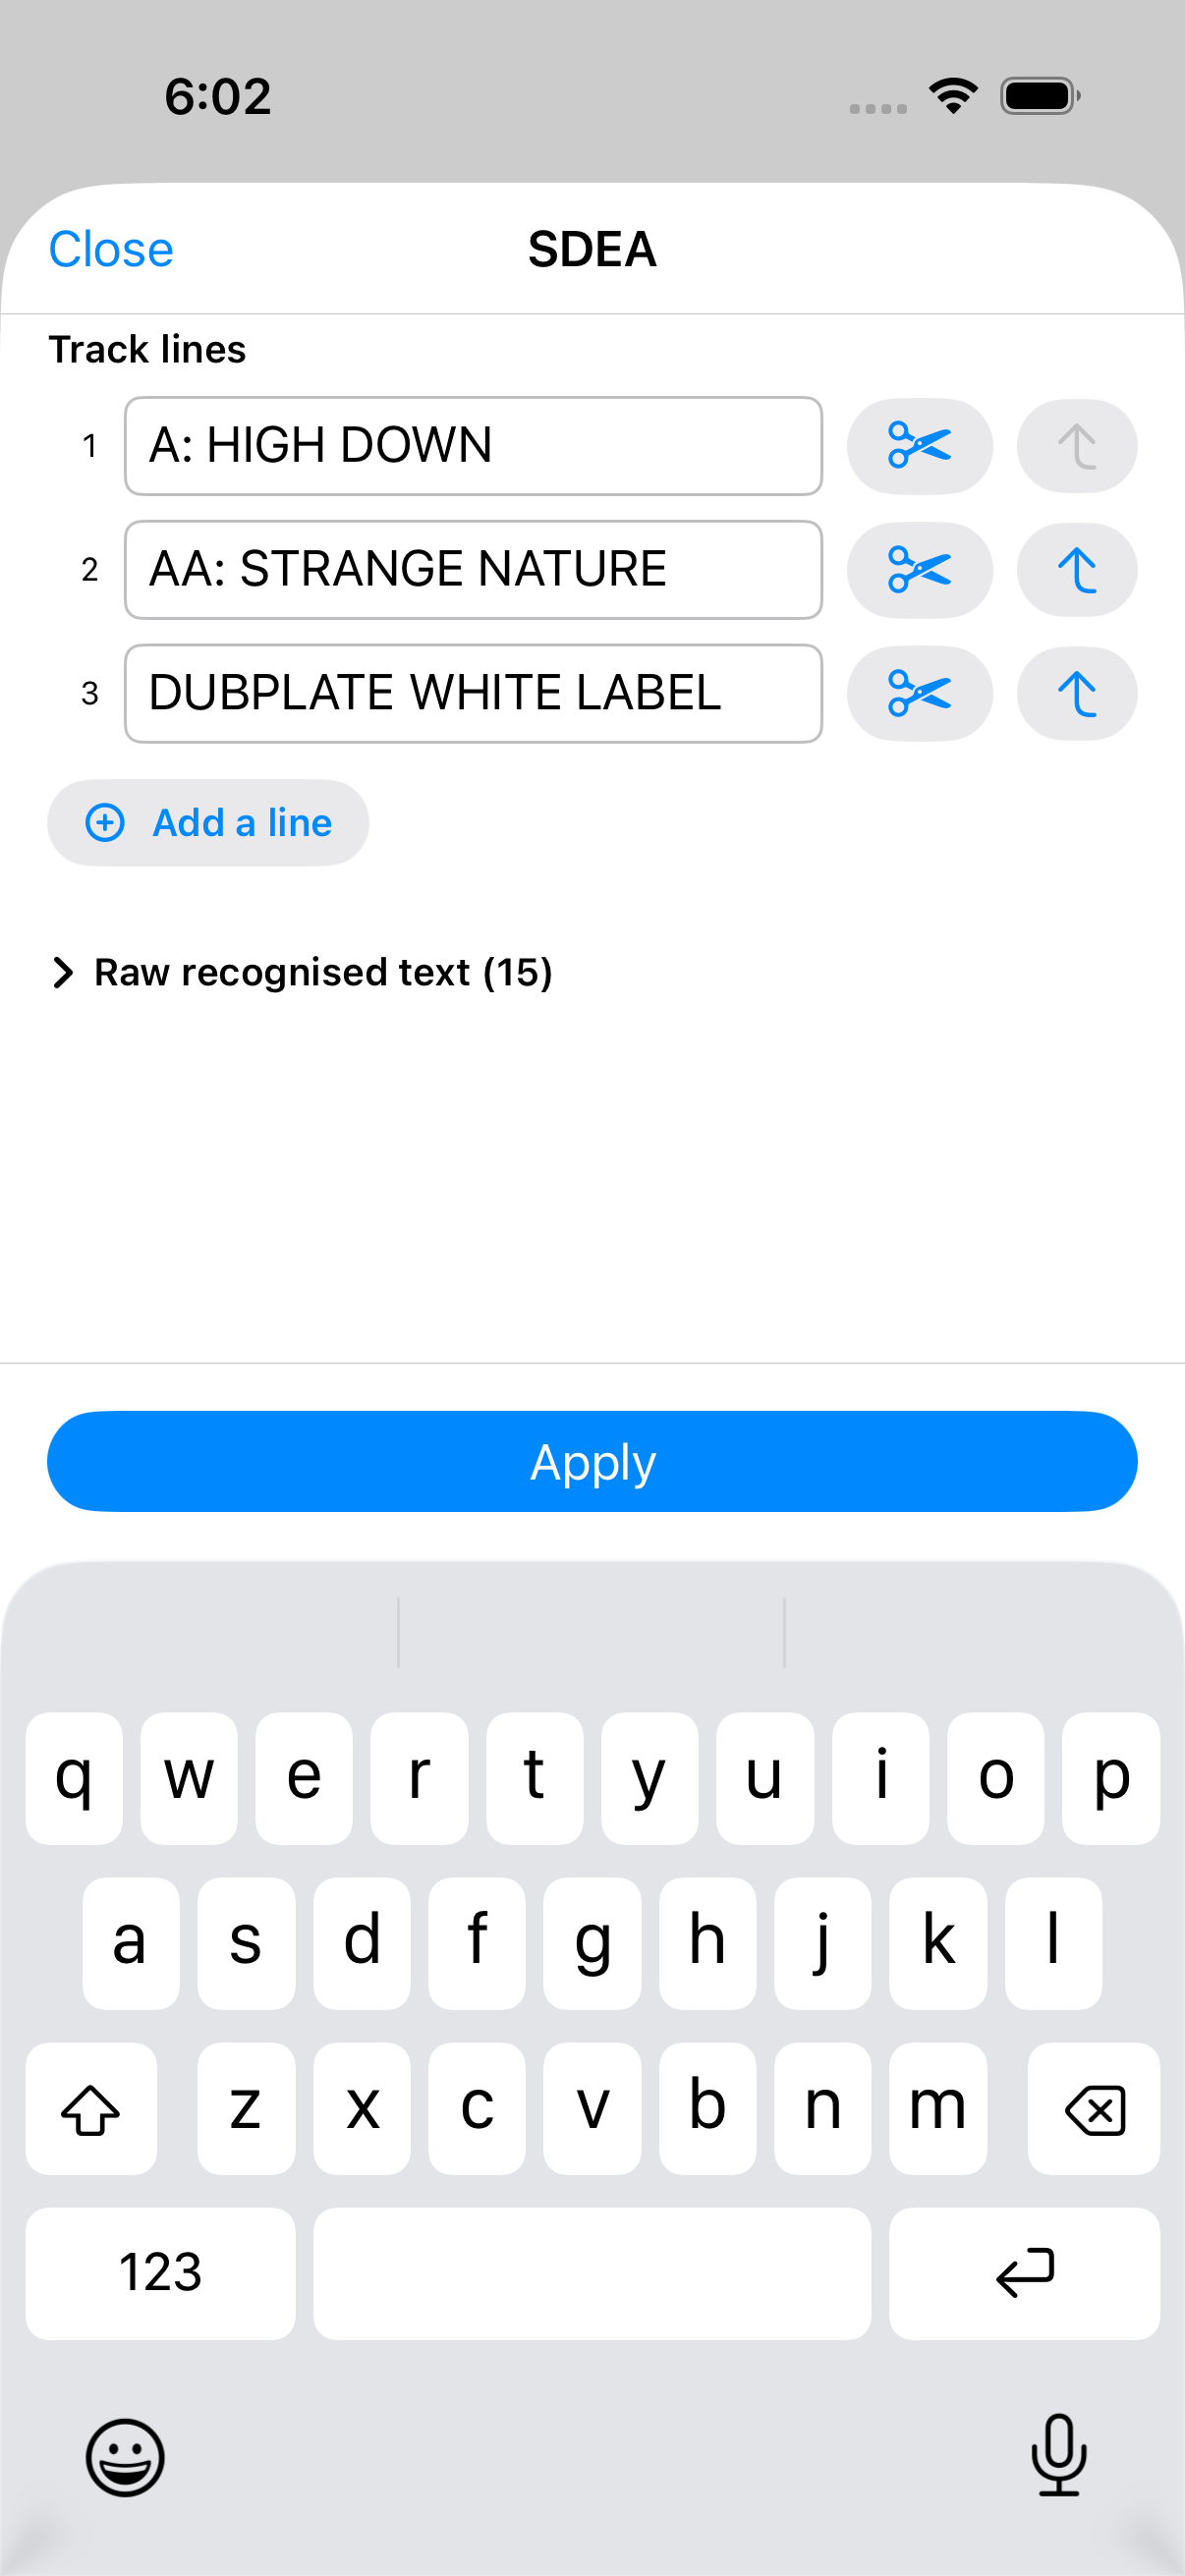 6:02
Close SDEA
Track lines
1 A: HIGH DOWN
2 AA: STRANGE NATURE
3 DUBPLATE WHITE LABEL
Add a line
Raw recognised text (15)
Apply
q w e r t y u i o p
a s d f g h j k l
z x c v b n m
123